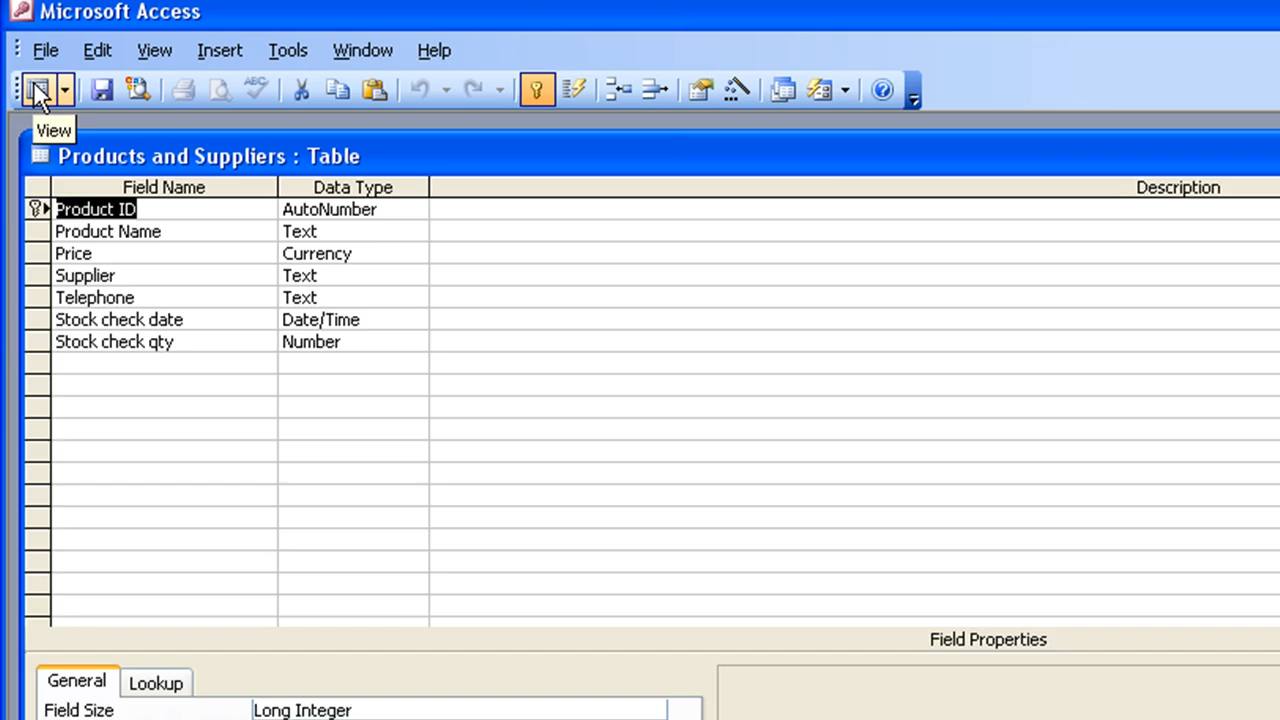 Microsoft Access
File Edit View Insert Tools Window Help
ABC
View
Products and Suppliers : Table
Field Name Data Type Description
Product ID AutoNumber
Product Name Text
Price Currency
Supplier Text
Telephone Text
Stock check date Date/Time
Stock check qty Number
Field Properties
General Lookup
Field Size Long Integer